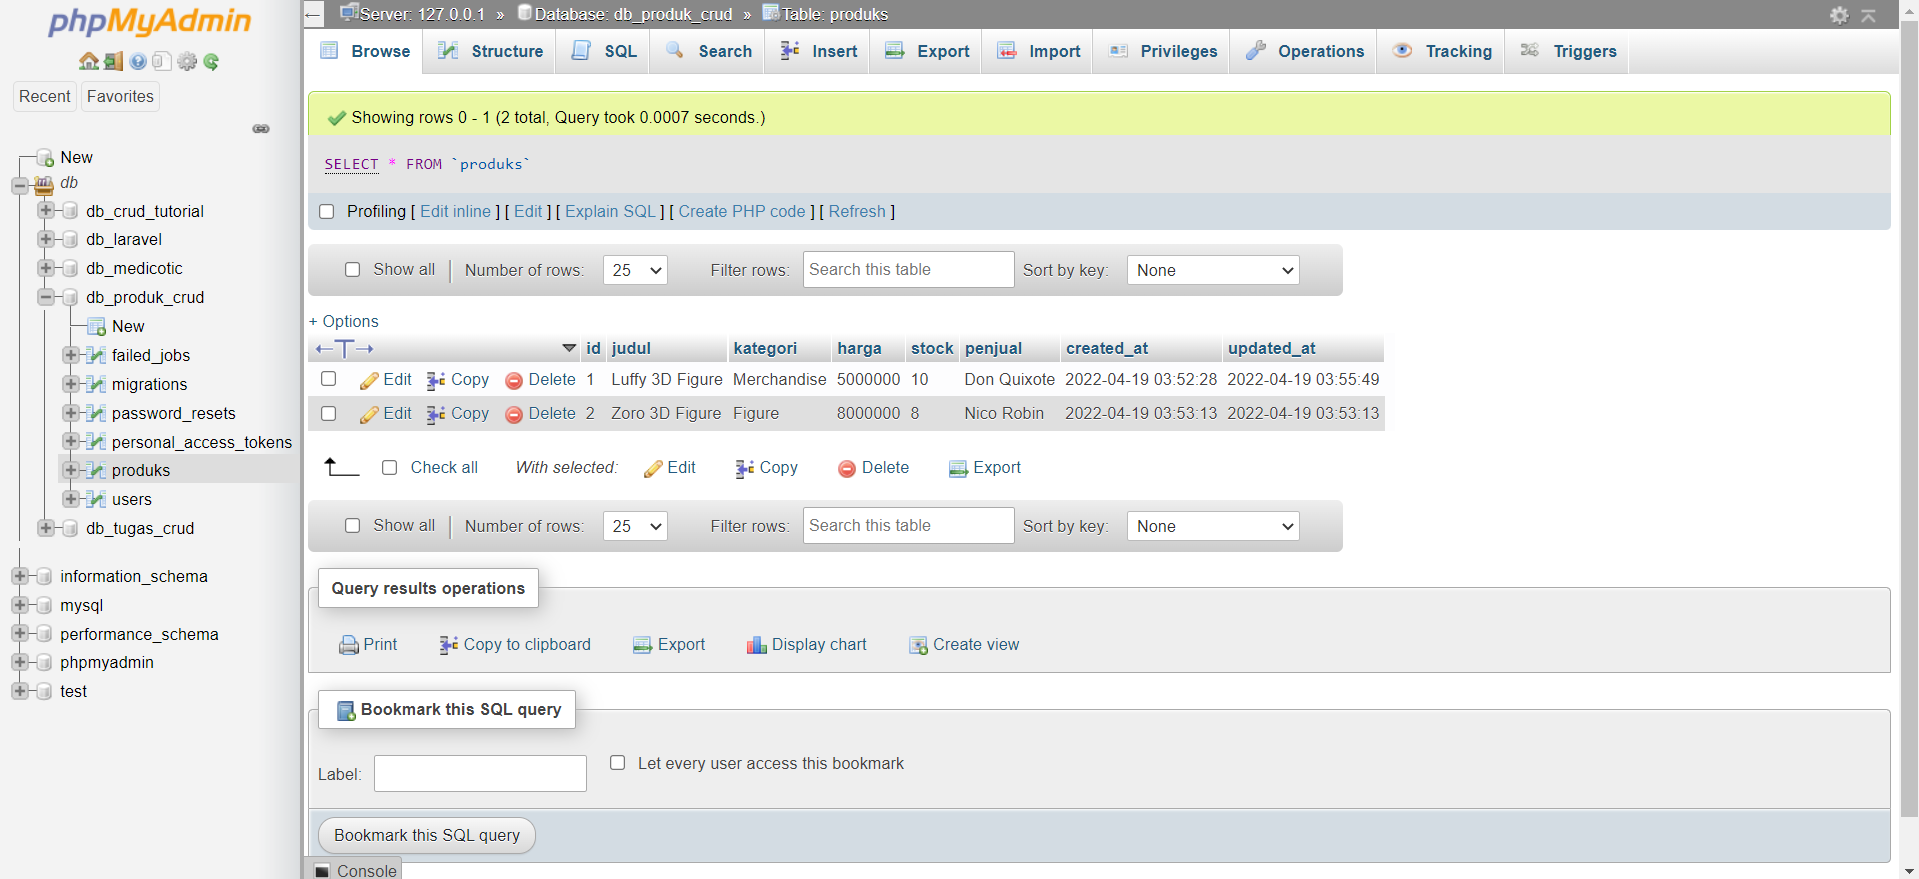 phpMyAdmin
Recent Favorites
New
db
db_crud_tutorial
db_laravel
db_medicotic
db_produk_crud
New
failed_jobs
migrations
password_resets
personal_access_tokens
produks
users
db_tugas_crud
information_schema
mysql
performance_schema
phpmyadmin
test
← Server: 127.0.0.1 » Database: db_produk_crud » Table: produks
Browse Structure SQL Search Insert Export Import Privileges Operations Tracking Triggers
Showing rows 0 - 1 (2 total, Query took 0.0007 seconds.)
SELECT * FROM `produks`
Profiling [ Edit inline ] [ Edit ] [ Explain SQL ] [ Create PHP code ] [ Refresh ]
Show all Number of rows: 25 Filter rows: Search this table Sort by key: None
+ Options
←T→ id judul kategori harga stock penjual created_at updated_at
Edit Copy Delete 1 Luffy 3D Figure Merchandise 5000000 10 Don Quixote 2022-04-19 03:52:28 2022-04-19 03:55:49
Edit Copy Delete 2 Zoro 3D Figure Figure 8000000 8 Nico Robin 2022-04-19 03:53:13 2022-04-19 03:53:13
Check all With selected: Edit Copy Delete Export
Show all Number of rows: 25 Filter rows: Search this table Sort by key: None
Query results operations
Print Copy to clipboard Export Display chart Create view
Bookmark this SQL query
Label: Let every user access this bookmark
Bookmark this SQL query
Console